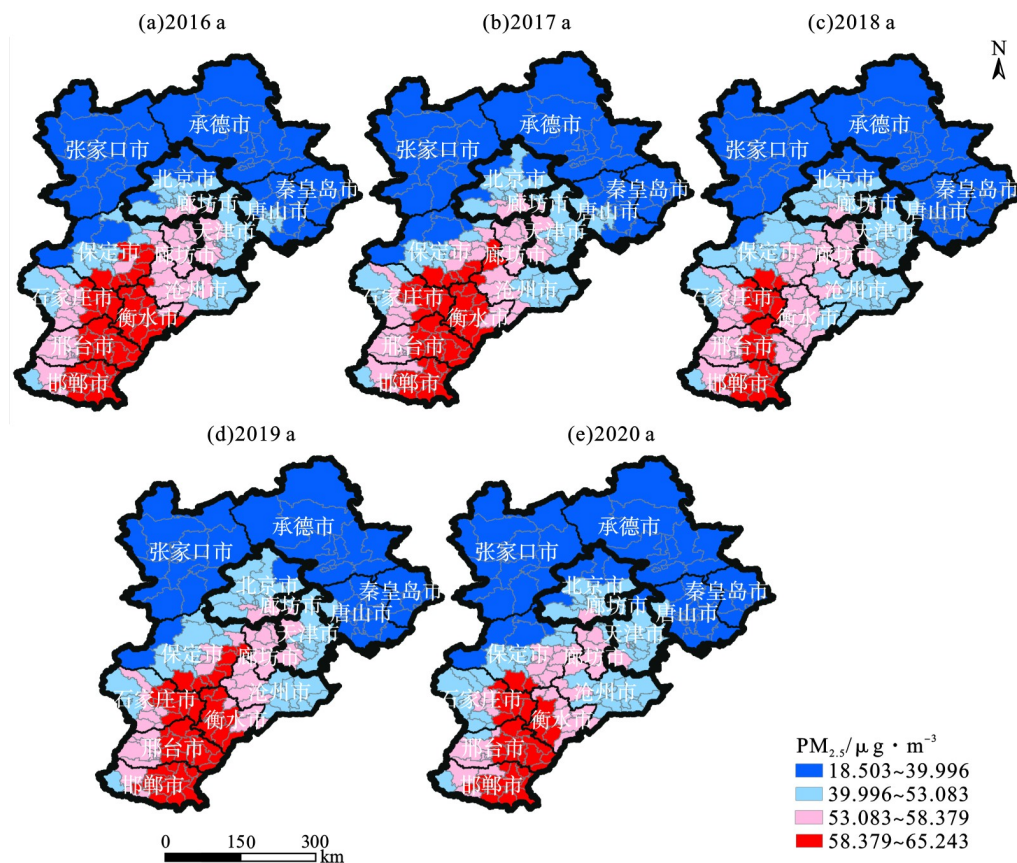 (a)2016 a
(b)2017 a
(c)2018 a
N
承德市
张家口市
北京市
秦皇岛市
廊坊市
唐山市
天津市
保定市
廊坊市
沧州市
石家庄市
衡水市
邢台市
邯郸市
承德市
张家口市
北京市
秦皇岛市
廊坊市
唐山市
天津市
保定市
廊坊市
沧州市
石家庄市
衡水市
邢台市
邯郸市
承德市
张家口市
北京市
秦皇岛市
廊坊市
唐山市
天津市
保定市
廊坊市
沧州市
石家庄市
衡水市
邢台市
邯郸市
(d)2019 a
(e)2020 a
承德市
张家口市
北京市
秦皇岛市
廊坊市
唐山市
天津市
保定市
廊坊市
沧州市
石家庄市
衡水市
邢台市
邯郸市
承德市
张家口市
北京市
秦皇岛市
廊坊市
唐山市
天津市
保定市
廊坊市
沧州市
石家庄市
衡水市
邢台市
邯郸市
PM₂.₅/μg·m⁻³
18.503~39.996
39.996~53.083
53.083~58.379
58.379~65.243
0 150 300
km